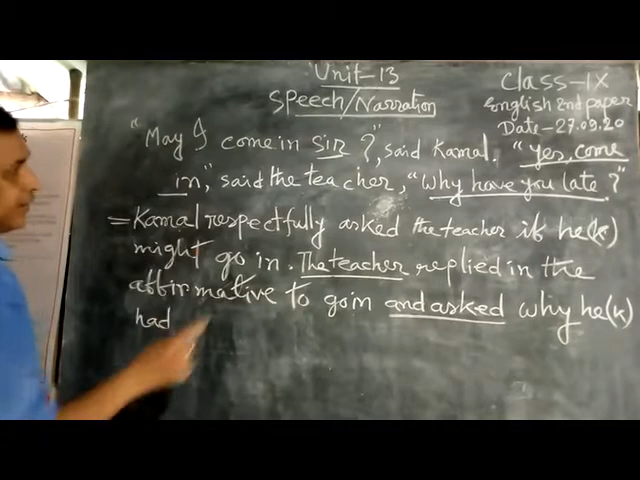 Unit-13
Speech/Narration
Class-IX
English 2nd paper
Date-27.09.20
"May I come in Sir?", said Kamal. "Yes, come
in", said the teacher, "Why have you late?"
= Kamal respectfully asked the teacher if he(k)
might go in. The teacher replied in the
affirmative to go in and asked why he(k)
had